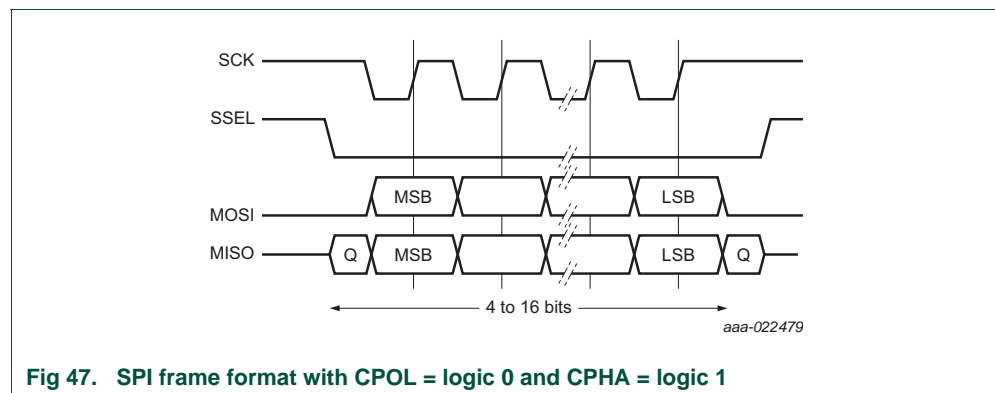 SCK
SSEL
MSB LSB
MOSI
MISO Q MSB LSB Q
4 to 16 bits
aaa-022479
Fig 47. SPI frame format with CPOL = logic 0 and CPHA = logic 1